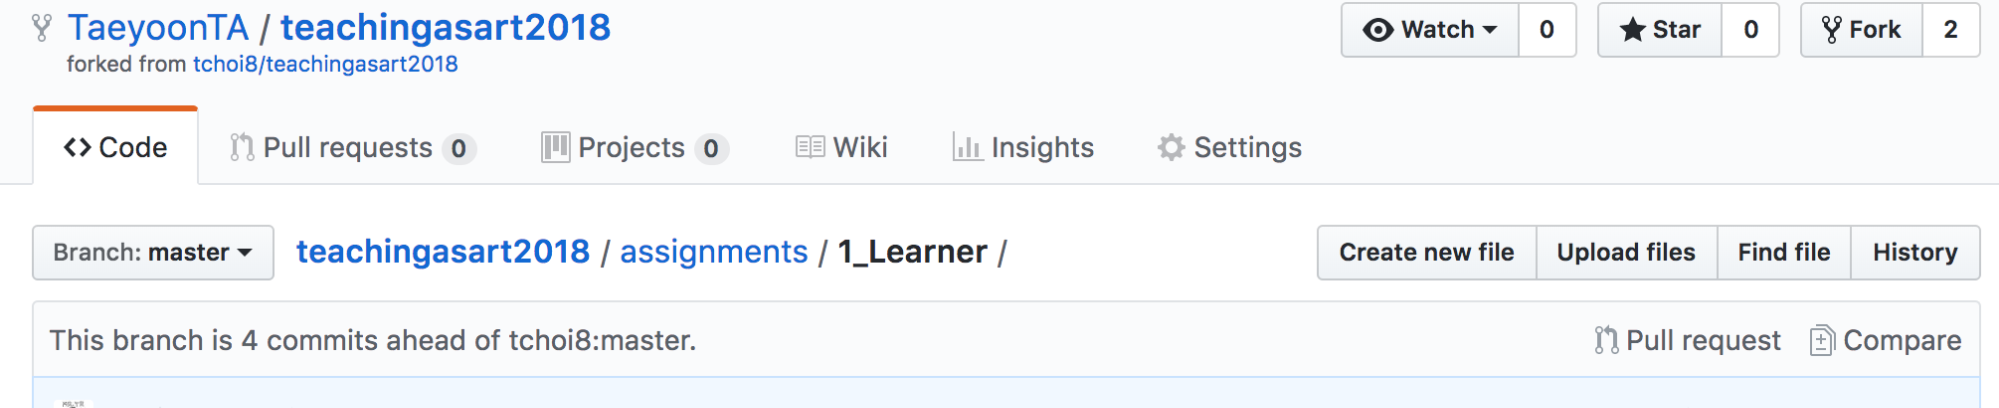 TaeyoonTA / teachingasart2018
Watch 0 Star 0 Fork 2
forked from tchoi8/teachingasart2018
Code Pull requests 0 Projects 0 Wiki Insights Settings
Branch: master teachingasart2018 / assignments / 1_Learner /
Create new file Upload files Find file History
This branch is 4 commits ahead of tchoi8:master.
Pull request Compare